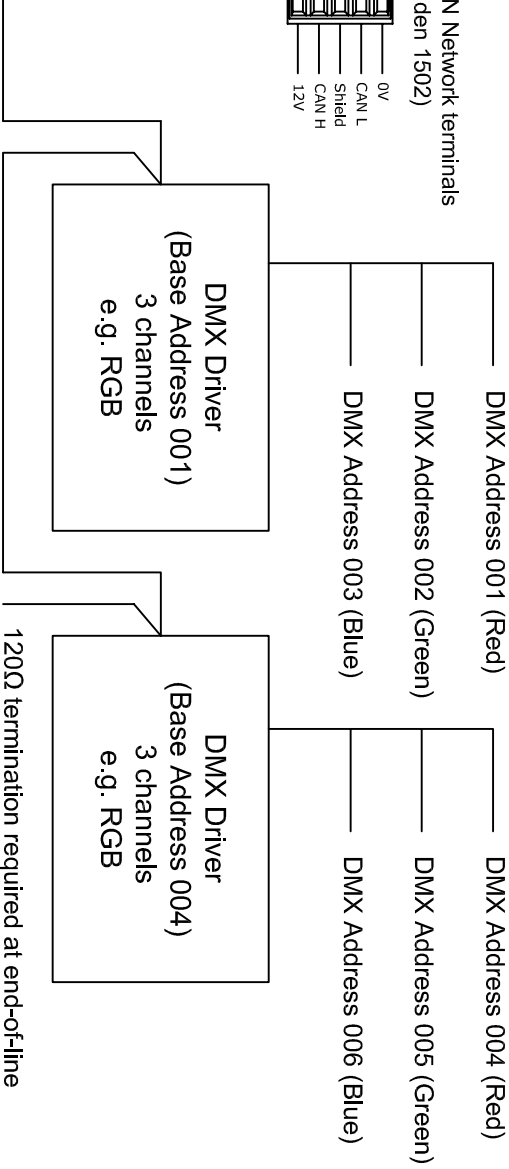 N Network terminals
den 1502)
0V
CAN L
Shield
CAN H
12V
DMX Address 001 (Red)
DMX Address 002 (Green)
DMX Address 003 (Blue)
DMX Driver
(Base Address 001)
3 channels
e.g. RGB
DMX Address 004 (Red)
DMX Address 005 (Green)
DMX Address 006 (Blue)
DMX Driver
(Base Address 004)
3 channels
e.g. RGB
120Ω termination required at end-of-line